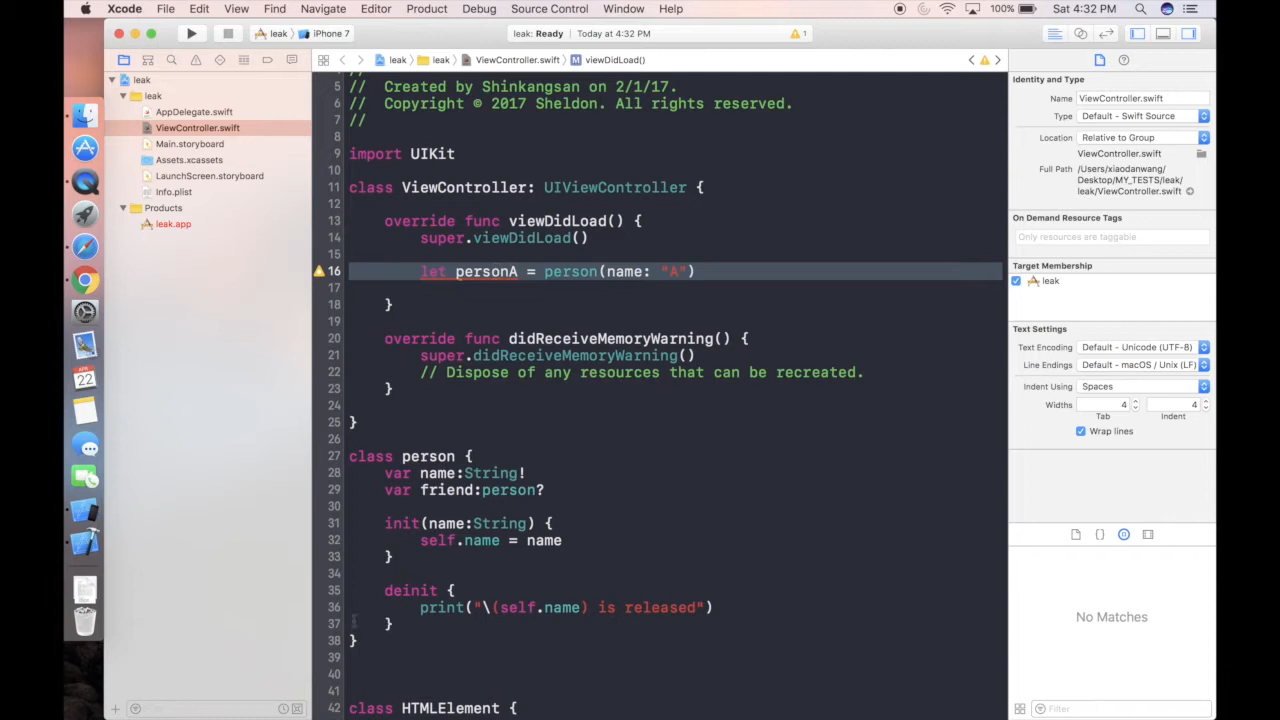 Xcode File Edit View Find Navigate Editor Product Debug Source Control Window Help 100% Sat 4:32 PM
leak iPhone 7 leak: Ready Today at 4:32 PM 1
leak leak ViewController.swift viewDidLoad()
leak
leak
AppDelegate.swift
ViewController.swift
Main.storyboard
Assets.xcassets
LaunchScreen.storyboard
Info.plist
Products
leak.app
5 // Created by Shinkangsan on 2/1/17.
6 // Copyright © 2017 Sheldon. All rights reserved.
7 //
8
9 import UIKit
10
11 class ViewController: UIViewController {
12
13 override func viewDidLoad() {
14 super.viewDidLoad()
15
16 let personA = person(name: "A")
17
18 }
19
20 override func didReceiveMemoryWarning() {
21 super.didReceiveMemoryWarning()
22 // Dispose of any resources that can be recreated.
23 }
24
25 }
26
27 class person {
28 var name:String!
29 var friend:person?
30
31 init(name:String) {
32 self.name = name
33 }
34
35 deinit {
36 print("\(self.name) is released")
37 }
38 }
39
40
41
42 class HTMLElement {
Identity and Type
Name ViewController.swift
Type Default - Swift Source
Location Relative to Group
ViewController.swift
Full Path /Users/xiaodanwang/
Desktop/MY_TESTS/leak/
leak/ViewController.swift
On Demand Resource Tags
Only resources are taggable
Target Membership
leak
Text Settings
Text Encoding Default - Unicode (UTF-8)
Line Endings Default - macOS / Unix (LF)
Indent Using Spaces
Widths 4 4
Tab Indent
Wrap lines
No Matches
Filter
22